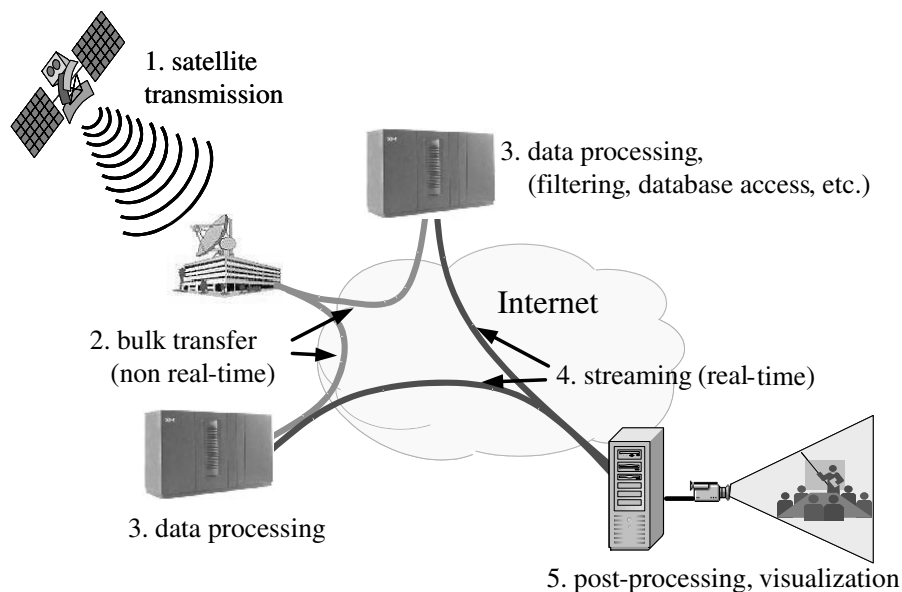 1. satellite
transmission
3. data processing,
(filtering, database access, etc.)
Internet
2. bulk transfer
(non real-time)
4. streaming (real-time)
3. data processing
5. post-processing, visualization